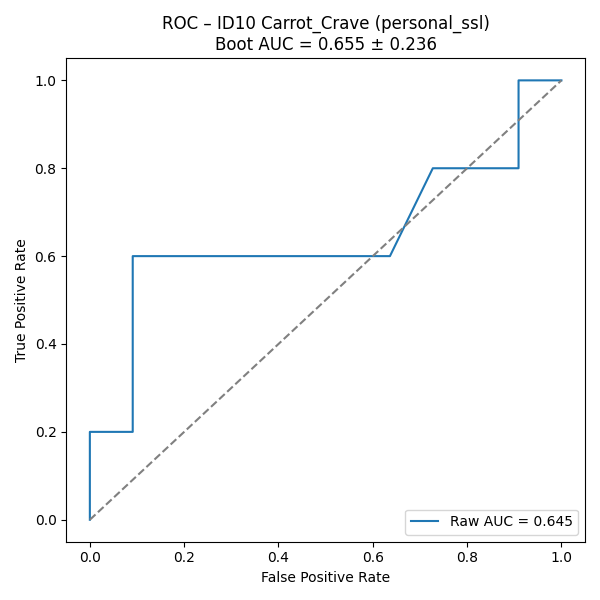 ROC – ID10 Carrot_Crave (personal_ssl)
Boot AUC = 0.655 ± 0.236
True Positive Rate
1.0
0.8
0.6
0.4
0.2
0.0
0.0 0.2 0.4 0.6 0.8 1.0
False Positive Rate
Raw AUC = 0.645